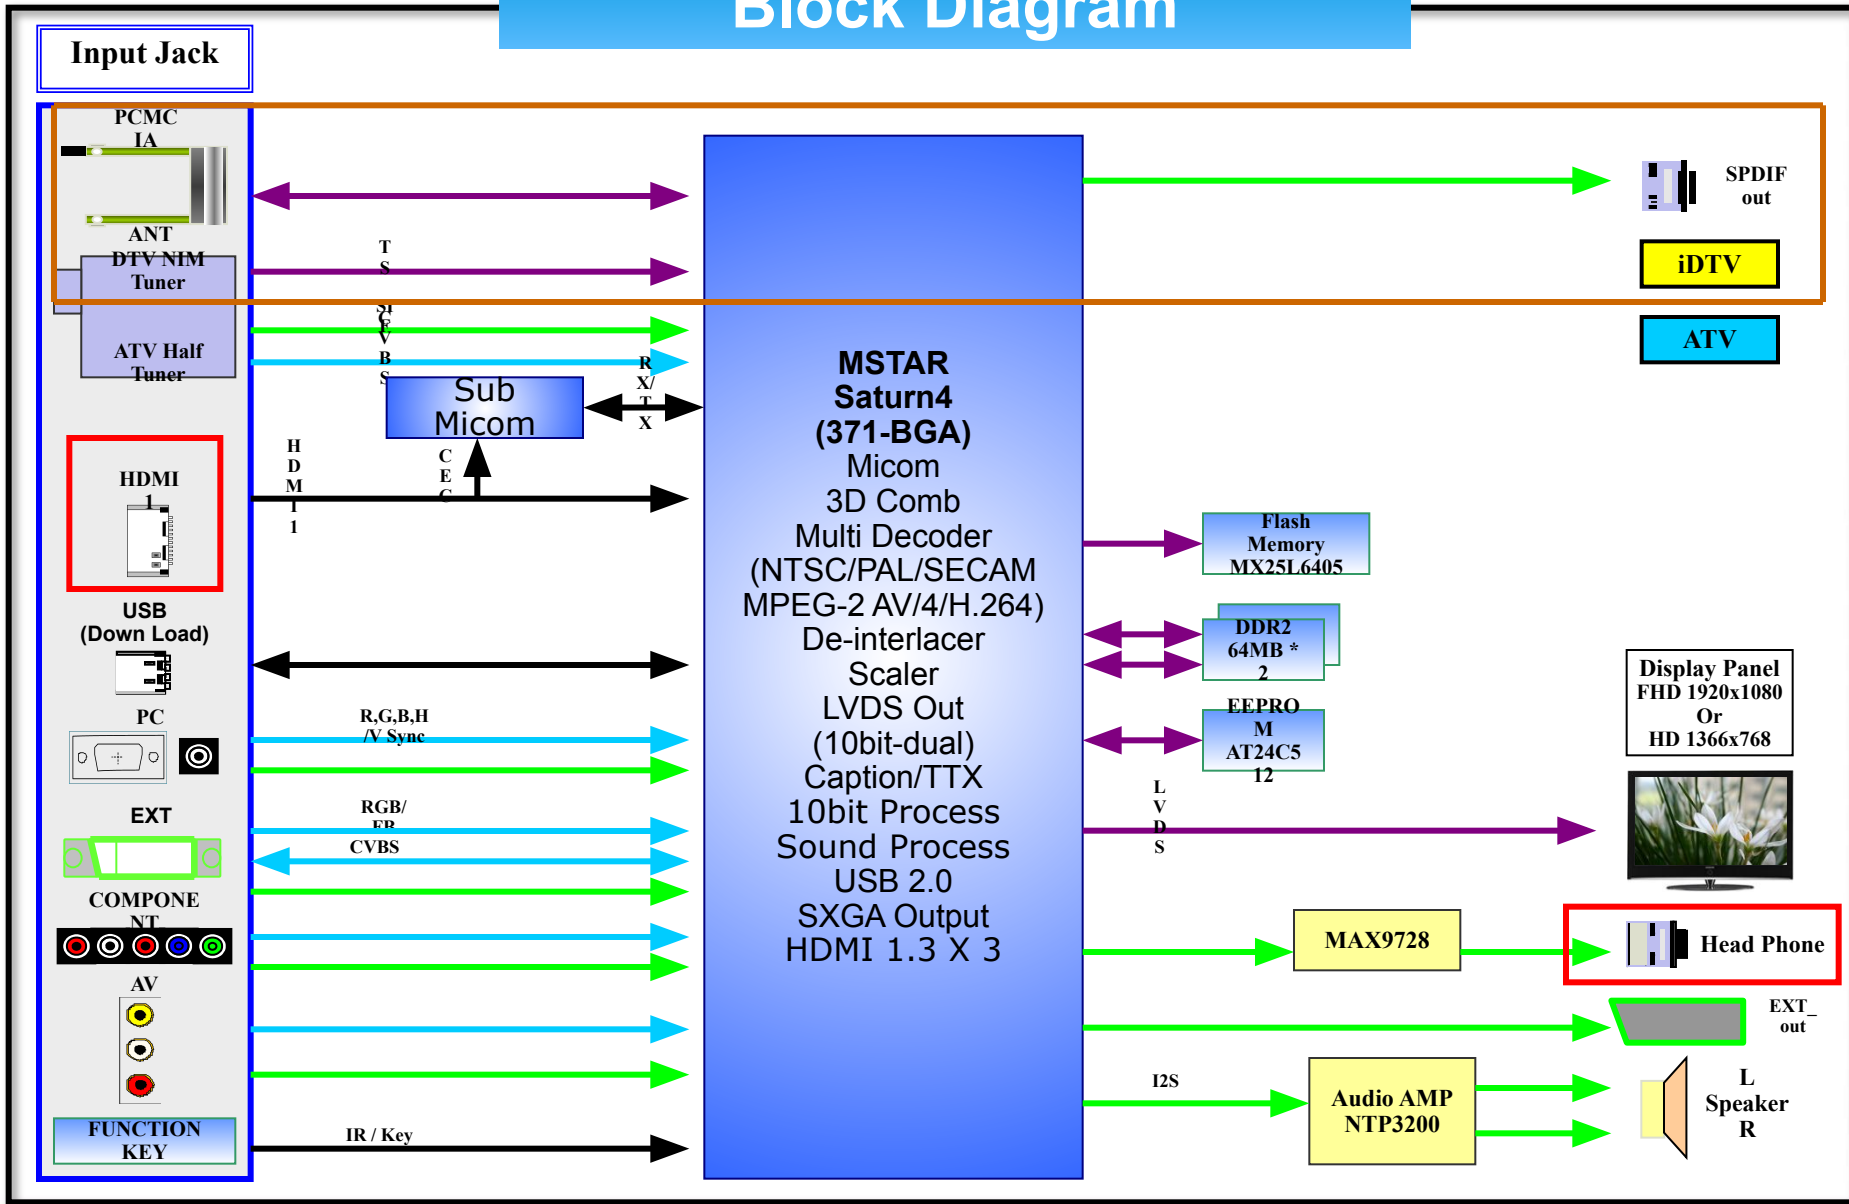 Block Diagram
Input Jack
PCMC
IA
ANT
DTV NIM
Tuner
ATV Half
Tuner
HDMI
1
USB
(Down Load)
PC
EXT
COMPONE
NT
AV
FUNCTION
KEY
T
S
SI
F
C
V
B
S
R
X/
T
X
Sub
Micom
H
D
M
I
1
C
E
C
R,G,B,H
/V Sync
RGB/
FB
CVBS
IR / Key
MSTAR
Saturn4
(371-BGA)
Micom
3D Comb
Multi Decoder
(NTSC/PAL/SECAM
MPEG-2 AV/4/H.264)
De-interlacer
Scaler
LVDS Out
(10bit-dual)
Caption/TTX
10bit Process
Sound Process
USB 2.0
SXGA Output
HDMI 1.3 X 3
SPDIF
out
iDTV
ATV
Flash
Memory
MX25L6405
DDR2
64MB *
2
EEPRO
M
AT24C5
12
L
V
D
S
Display Panel
FHD 1920x1080
Or
HD 1366x768
MAX9728
Head Phone
EXT_
out
I2S
Audio AMP
NTP3200
L
Speaker
R